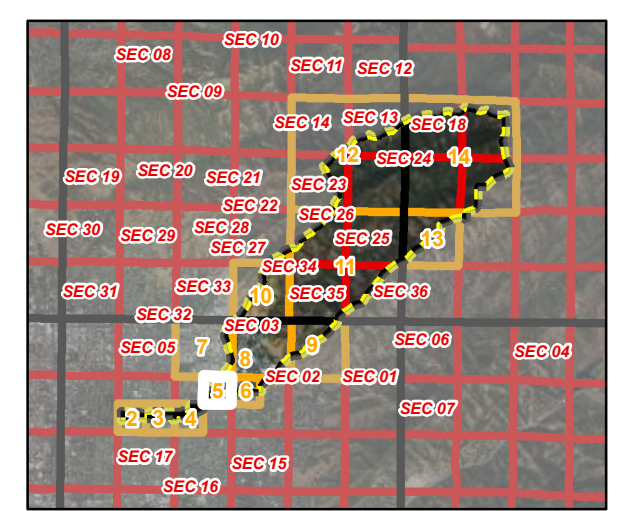 SEC 10
SEC 08
SEC 11
SEC 12
SEC 09
SEC 13
SEC 14
SEC 18
12
SEC 24
14
SEC 20
SEC 19
SEC 21
SEC 23
SEC 22
SEC 26
SEC 30
SEC 28
SEC 29
SEC 25
13
SEC 27
SEC 34
11
SEC 33
SEC 31
10
SEC 35
SEC 36
SEC 32
SEC 03
SEC 05
7
9
SEC 06
SEC 04
8
SEC 02
SEC 01
5
6
2
3
4
SEC 07
SEC 17
SEC 15
SEC 16